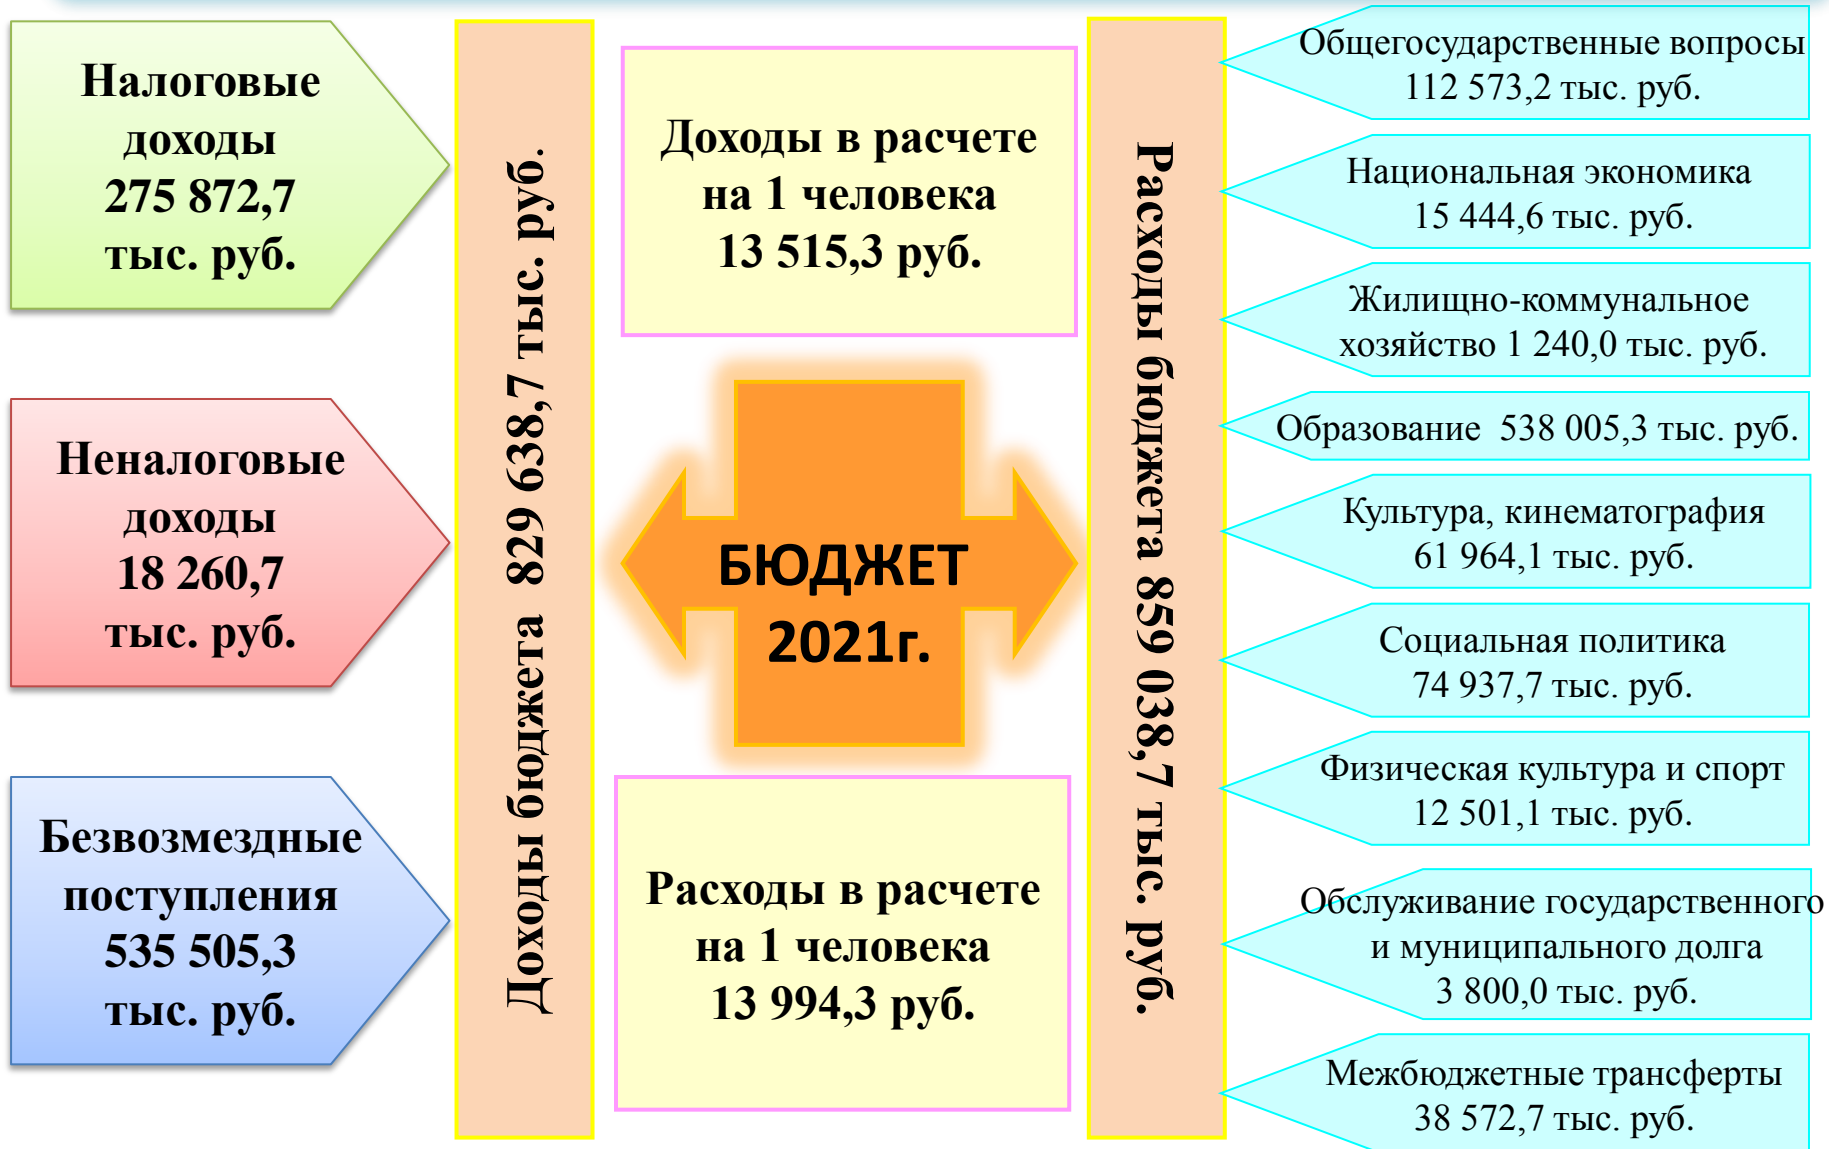 Налоговые
доходы
275 872,7
тыс. руб.
Неналоговые
доходы
18 260,7
тыс. руб.
Безвозмездные
поступления
535 505,3
тыс. руб.
Доходы бюджета 829 638,7 тыс. руб.
Доходы в расчете
на 1 человека
13 515,3 руб.
БЮДЖЕТ
2021г.
Расходы в расчете
на 1 человека
13 994,3 руб.
Расходы бюджета 859 038,7 тыс. руб.
Общегосударственные вопросы
112 573,2 тыс. руб.
Национальная экономика
15 444,6 тыс. руб.
Жилищно-коммунальное
хозяйство 1 240,0 тыс. руб.
Образование 538 005,3 тыс. руб.
Культура, кинематография
61 964,1 тыс. руб.
Социальная политика
74 937,7 тыс. руб.
Физическая культура и спорт
12 501,1 тыс. руб.
Обслуживание государственного
и муниципального долга
3 800,0 тыс. руб.
Межбюджетные трансферты
38 572,7 тыс. руб.